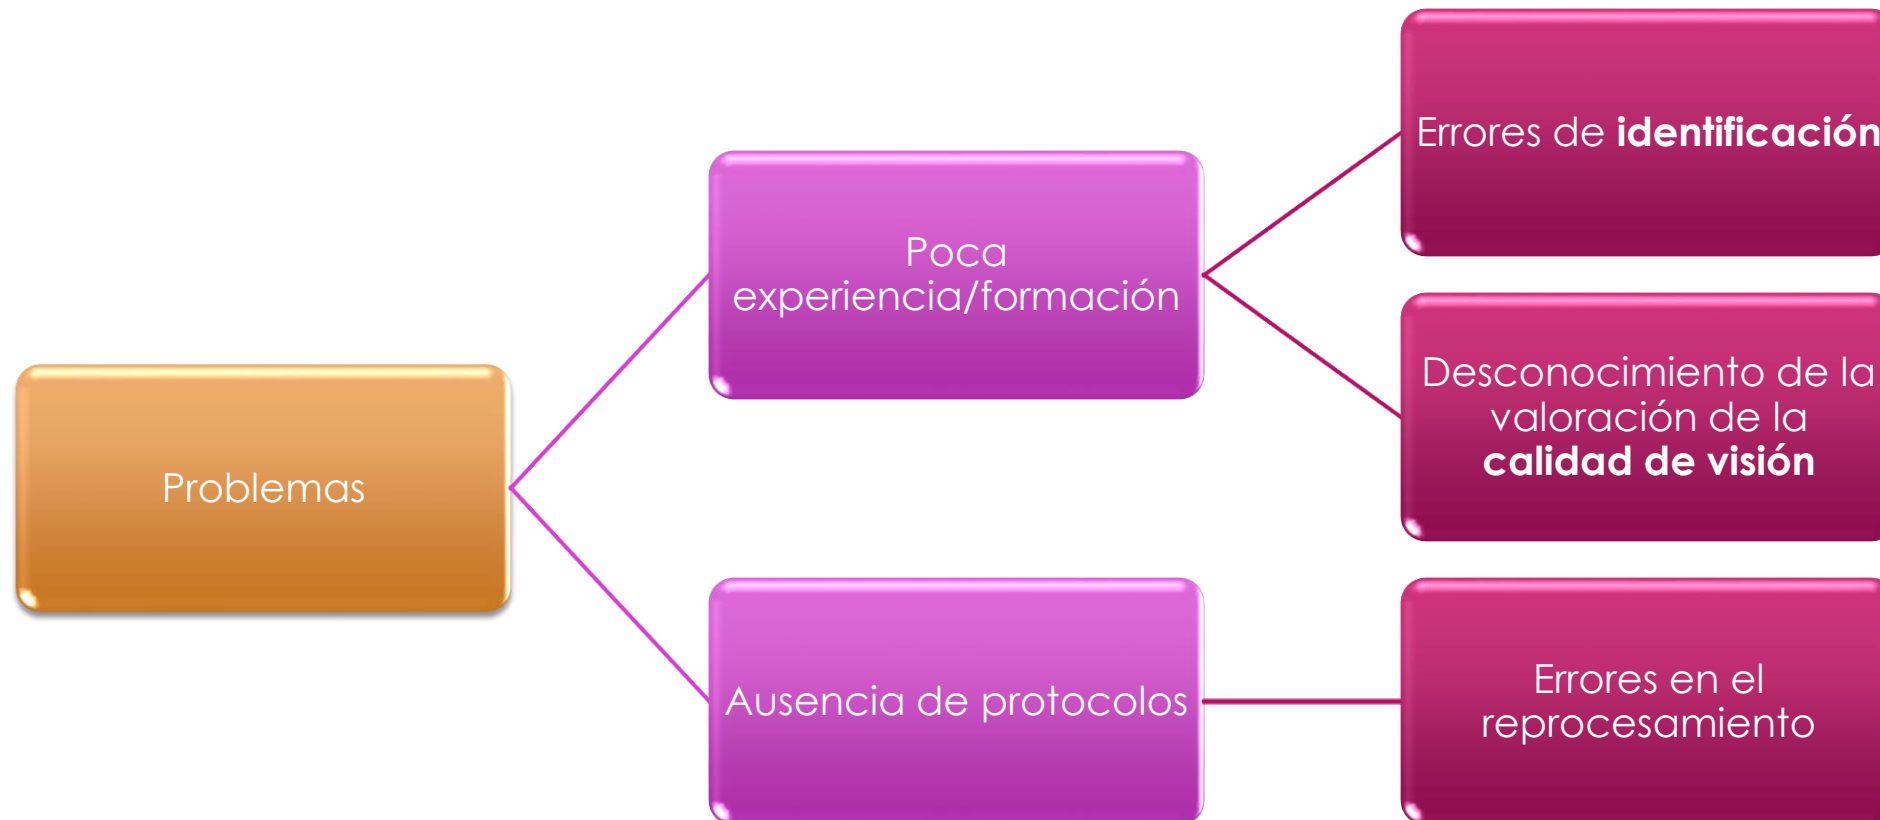 Problemas
Poca
experiencia/formación
Errores de identificación
Desconocimiento de la
valoración de la
calidad de visión
Ausencia de protocolos
Errores en el
reprocesamiento